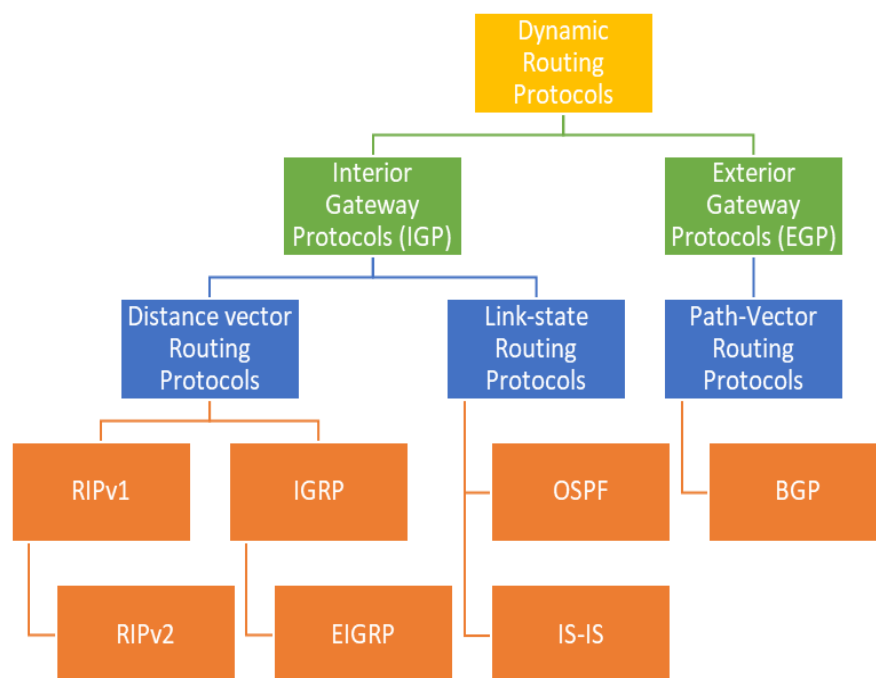 Dynamic
Routing
Protocols
Interior
Gateway
Protocols (IGP)
Exterior
Gateway
Protocols (EGP)
Distance vector
Routing
Protocols
Link-state
Routing
Protocols
Path-Vector
Routing
Protocols
RIPv1
IGRP
OSPF
BGP
RIPv2
EIGRP
IS-IS